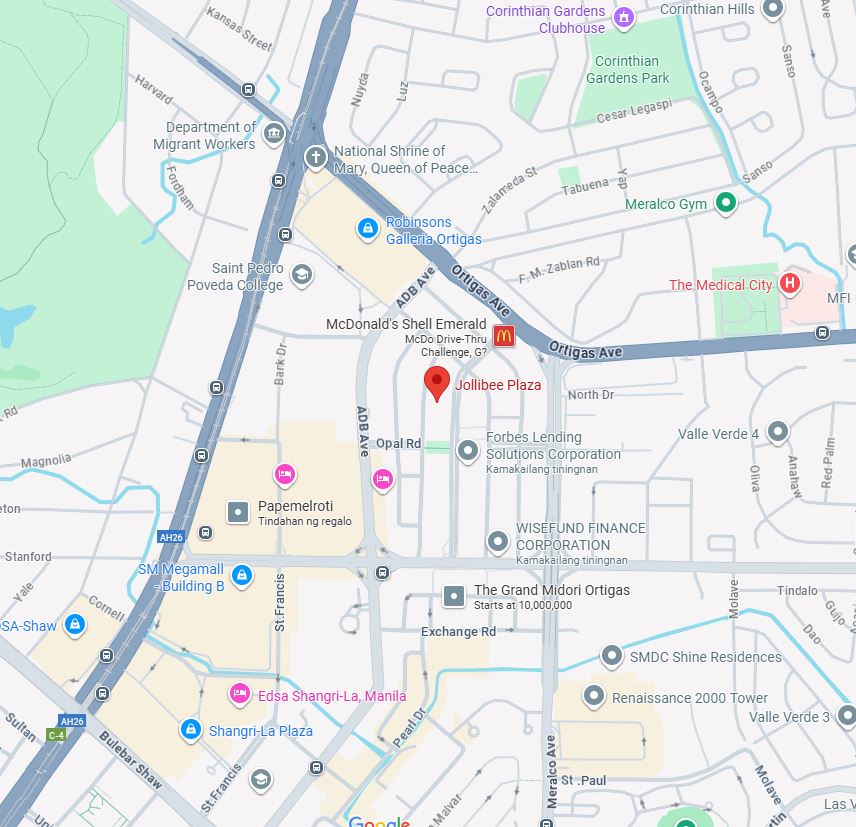 Corinthian Gardens
Clubhouse
Corinthian Hills
Ave
Kansas Street
Corinthian
Gardens Park
Sanso
Nuyda
Luz
Harvard
Ocampo
Cesar Legaspi
Department of
Migrant Workers
National Shrine of
Mary, Queen of Peace...
Sanso
Fordham
Zalameda St
Tabuena
Yap
Meralco Gym
Robinsons
Galleria Ortigas
Saint Pedro
Poveda College
ADB Ave
Ortigas Ave
F. M. Zablan Rd
The Medical City
MFI
McDonald's Shell Emerald
McDo Drive-Thru
Challenge, G?
Ortigas Ave
Bank Dr
Jollibee Plaza
North Dr
Rd
ADB Ave
Opal Rd
Forbes Lending
Solutions Corporation
Kamakailang tiningnan
Valle Verde 4
Magnolia
Oliva
Anahaw
Red Palm
Papemelroti
Tindahan ng regalo
eton
AH26
WISEFUND FINANCE
CORPORATION
Kamakailang tiningnan
Stanford
SM Megamall
- Building B
St.Francis
The Grand Midori Ortigas
Starts at 10,000,000
Yale
Cornell
Molave
Tindalo
Guijo
Dao
SA-Shaw
Exchange Rd
SMDC Shine Residences
Edsa Shangri-La, Manila
Renaissance 2000 Tower
Sultan
AH26
C-4
Shangri-La Plaza
Pearl Dr
Valle Verde 3
Bulebar Shaw
St.Francis
Meralco Ave
St .Paul
Molave
Malvar
Google
Las V